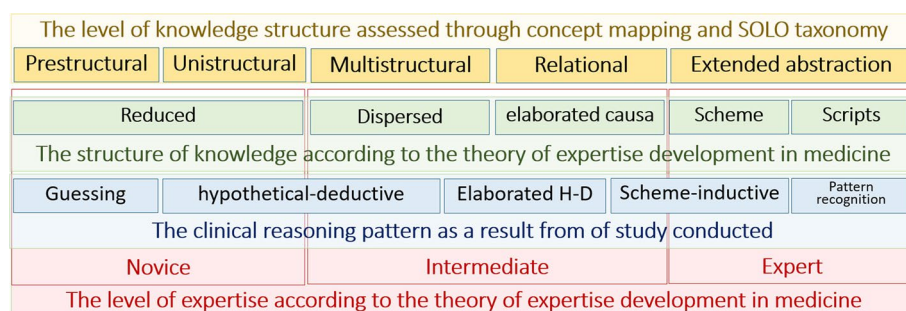 The level of knowledge structure assessed through concept mapping and SOLO taxonomy
Prestructural Unistructural Multistructural Relational Extended abstraction
Reduced Dispersed elaborated causa Scheme Scripts
The structure of knowledge according to the theory of expertise development in medicine
Guessing hypothetical-deductive Elaborated H-D Scheme-inductive Pattern recognition
The clinical reasoning pattern as a result from of study conducted
Novice Intermediate Expert
The level of expertise according to the theory of expertise development in medicine